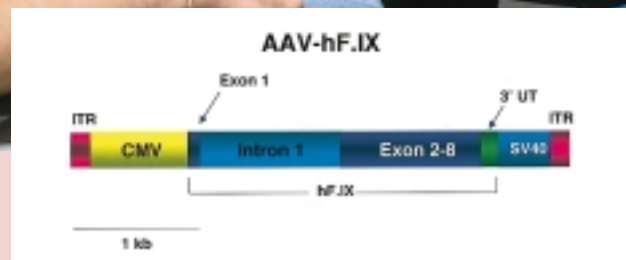 AAV-hF.IX
Exon 1
3' UT
ITR
ITR
CMV
Intron 1
Exon 2-8
SV40
hF.IX
1 kb